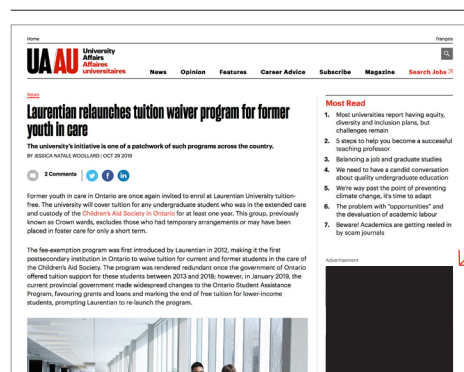 Home
Français
UA AU University Affairs Affaires universitaires
News Opinion Features Career Advice Subscribe Magazine Search Jobs
News
Laurentian relaunches tuition waiver program for former
youth in care
The university's initiative is one of a patchwork of such programs across the country.
BY JESSICA NATALE WOOLLARD | OCT 29 2019
2 Comments
Former youth in care in Ontario are once again invited to enrol at Laurentian University tuition-
free. The university will cover tuition for any undergraduate student who was in the extended care
and custody of the Children's Aid Society in Ontario for at least one year. This group, previously
known as Crown wards, excludes those who had temporary arrangements or may have been
placed in foster care for only a short term.
The fee-exemption program was first introduced by Laurentian in 2012, making it the first
postsecondary institution in Ontario to waive tuition for current and former students in the care of
the Children's Aid Society. The program was rendered redundant once the government of Ontario
offered tuition support for these students between 2013 and 2018; however, in January 2019, the
current provincial government made widespread changes to the Ontario Student Assistance
Program, favouring grants and loans and marking the end of free tuition for lower-income
students, prompting Laurentian to re-launch the program.
Most Read
1. Most universities report having equity,
diversity and inclusion plans, but
challenges remain
2. 5 steps to help you become a successful
teaching professor
3. Balancing a job and graduate studies
4. We need to have a candid conversation
about quality undergraduate education
5. We're way past the point of preventing
climate change, it's time to adapt
6. The problem with "opportunities" and
the devaluation of academic labour
7. Beware! Academics are getting reeled in
by scam journals
Advertisement